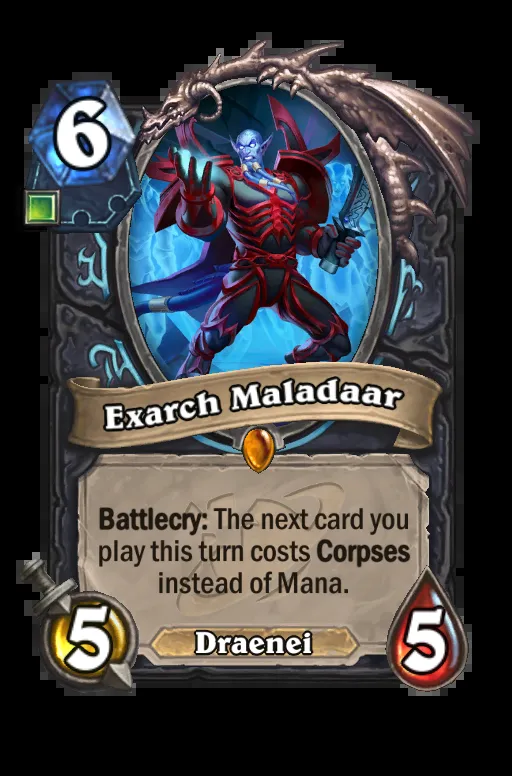 6
Exarch Maladaar
Battlecry: The next card you
play this turn costs Corpses
instead of Mana.
5
Draenei
5